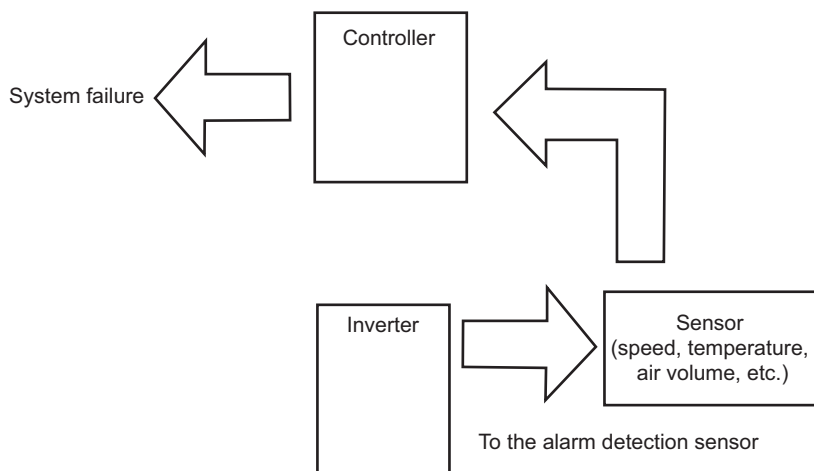 Controller
System failure
Inverter
Sensor
(speed, temperature,
air volume, etc.)
To the alarm detection sensor